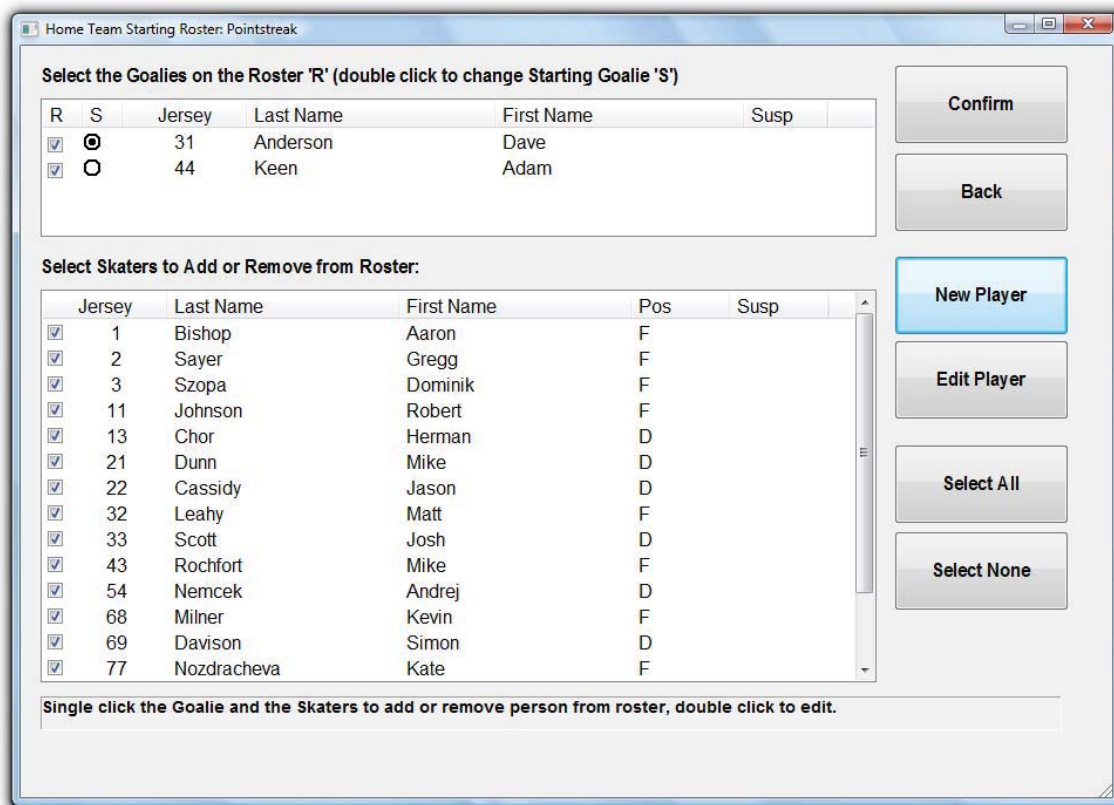 Home Team Starting Roster: Pointstreak
Select the Goalies on the Roster 'R' (double click to change Starting Goalie 'S')
R S Jersey Last Name First Name Susp
31 Anderson Dave
44 Keen Adam
Confirm
Back
Select Skaters to Add or Remove from Roster:
Jersey Last Name First Name Pos Susp
1 Bishop Aaron F
2 Sayer Gregg F
3 Szopa Dominik F
11 Johnson Robert F
13 Chor Herman D
21 Dunn Mike D
22 Cassidy Jason D
32 Leahy Matt F
33 Scott Josh D
43 Rochfort Mike F
54 Nemcek Andrej D
68 Milner Kevin F
69 Davison Simon D
77 Nozdracheva Kate F
New Player
Edit Player
Select All
Select None
Single click the Goalie and the Skaters to add or remove person from roster, double click to edit.